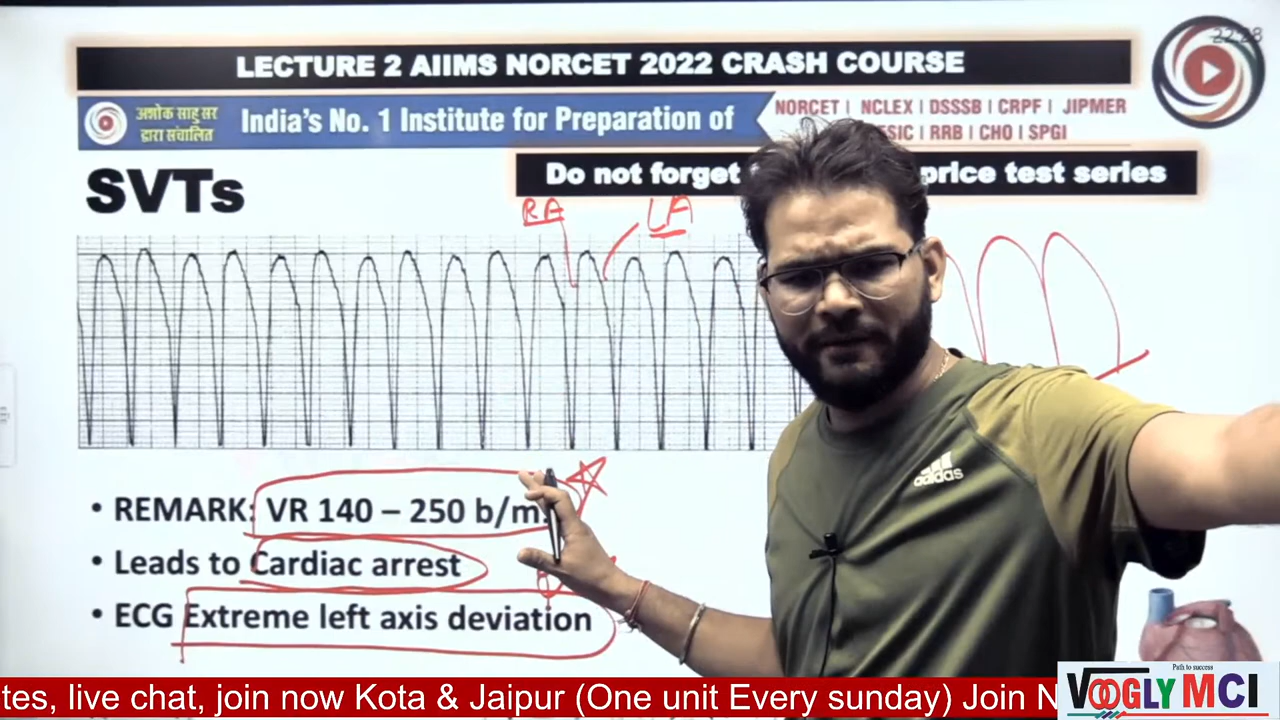 LECTURE 2 AIIMS NORCET 2022 CRASH COURSE
अशोक साहु सर
द्वारा संचालित
India's No. 1 Institute for Preparation of
NORCET | NCLEX | DSSSB | CRPF | JIPMER
ESIC | RRB | CHO | SPGI
SVTs
Do not forget price test series
RA
LA
• REMARK: VR 140 – 250 b/m
• Leads to Cardiac arrest
• ECG Extreme left axis deviation
adidas
tes, live chat, join now Kota & Jaipur (One unit Every sunday) Join N
Path to success
VOOGLY MCI